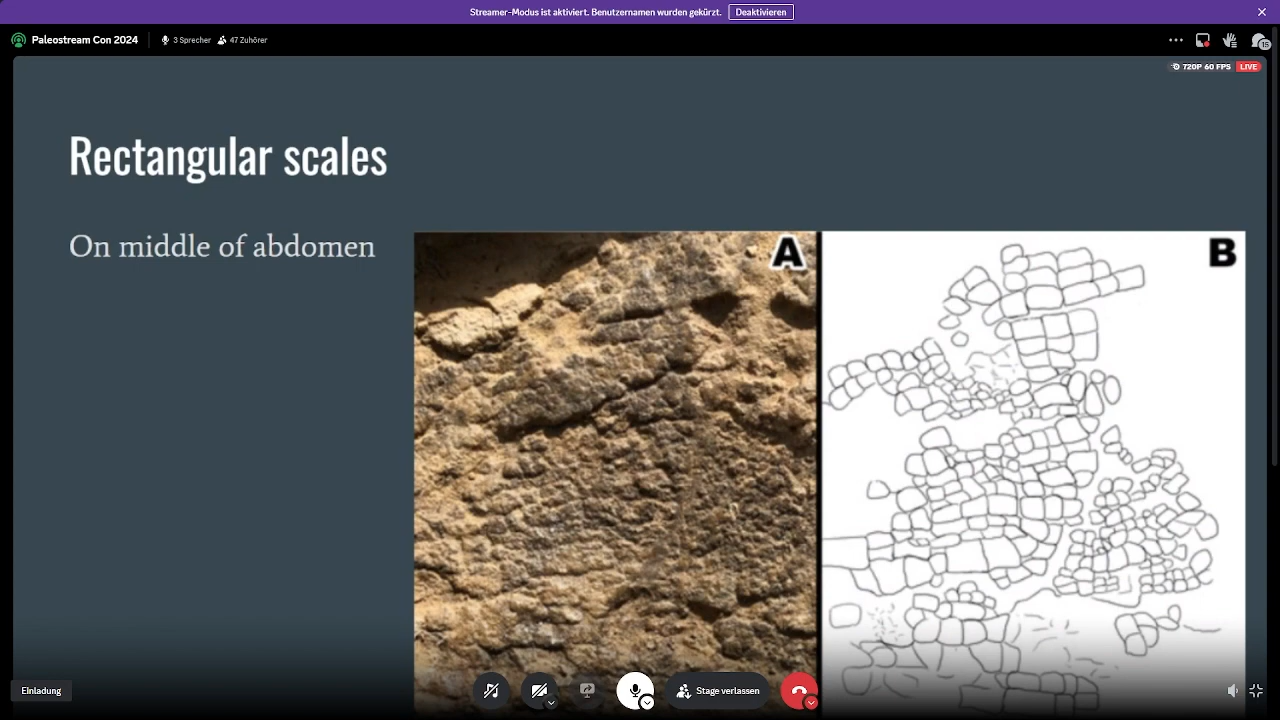 Streamer-Modus ist aktiviert. Benutzernamen wurden gekürzt. Deaktivieren
Paleostream Con 2024 3 Sprecher 47 Zuhörer
15
720P 60 FPS LIVE
Rectangular scales
On middle of abdomen
A
B
Einladung
Stage verlassen